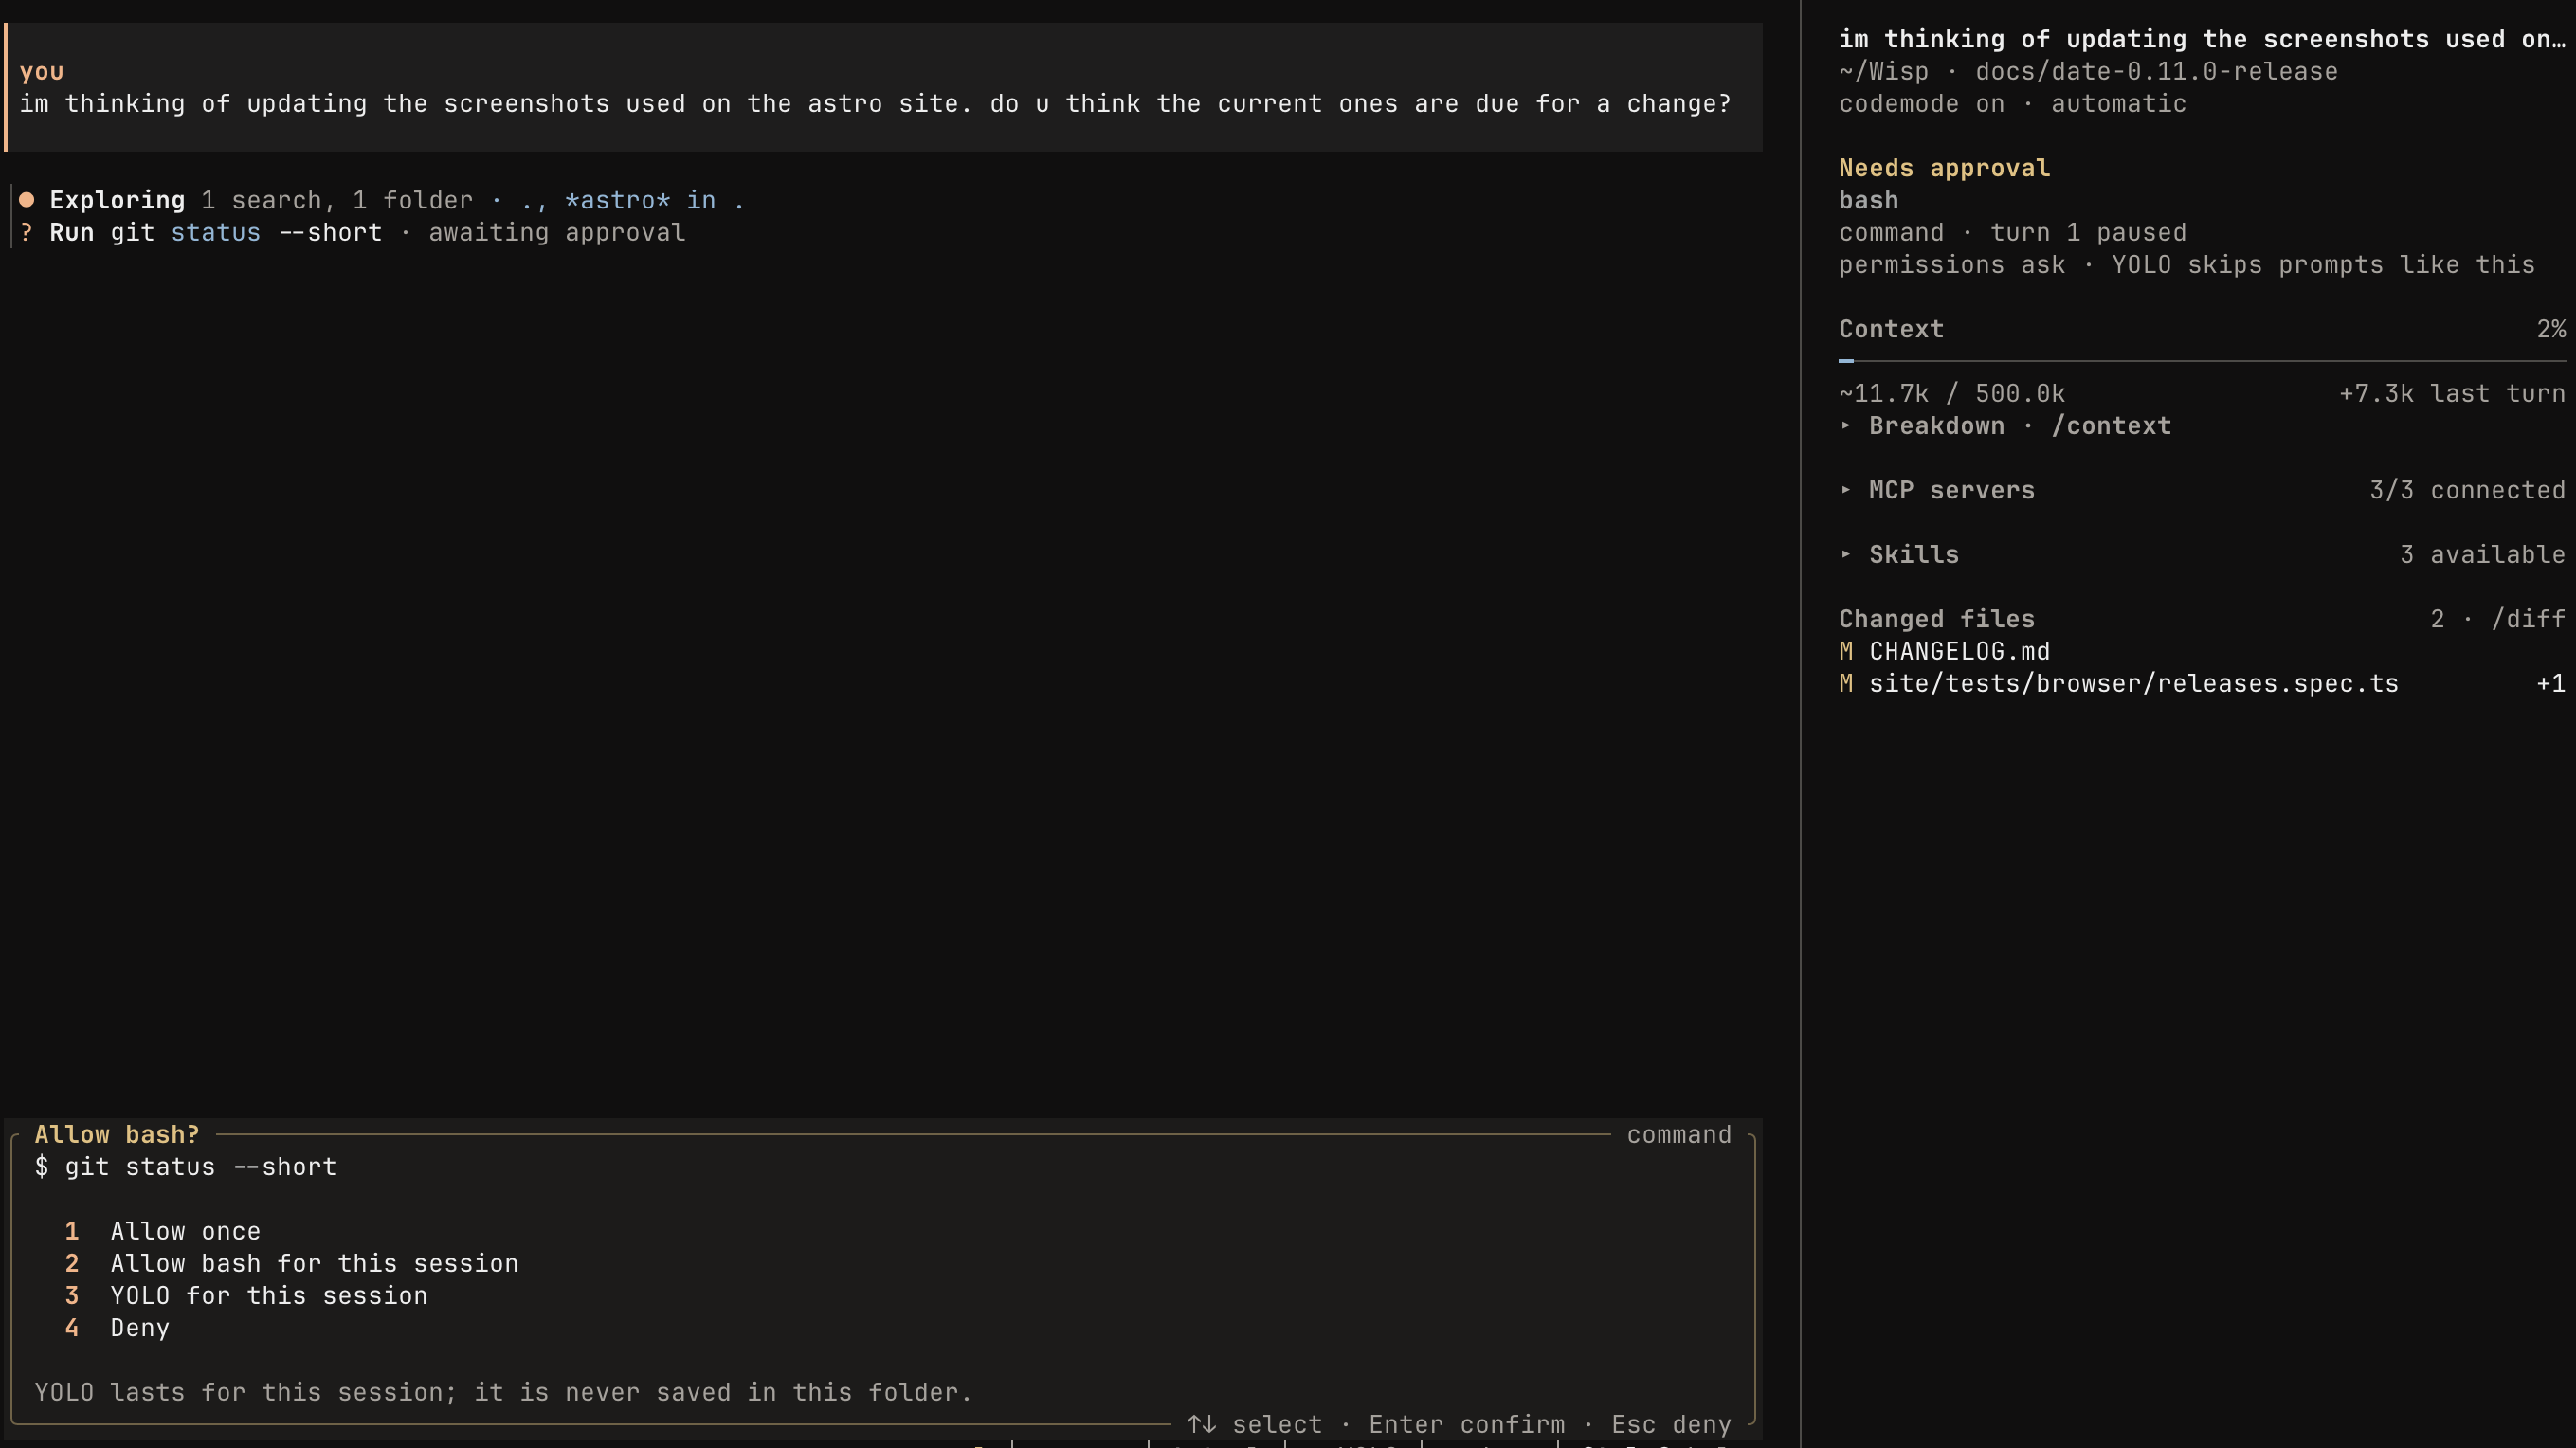 you
im thinking of updating the screenshots used on the astro site. do u think the current ones are due for a change?
● Exploring 1 search, 1 folder · ., *astro* in .
? Run git status --short · awaiting approval
Allow bash? command
$ git status --short
1 Allow once
2 Allow bash for this session
3 YOLO for this session
4 Deny
YOLO lasts for this session; it is never saved in this folder.
↑↓ select · Enter confirm · Esc deny
im thinking of updating the screenshots used on…
~/Wisp · docs/date-0.11.0-release
codemode on · automatic
Needs approval
bash
command · turn 1 paused
permissions ask · YOLO skips prompts like this
Context 2%
~11.7k / 500.0k +7.3k last turn
▸ Breakdown · /context
▸ MCP servers 3/3 connected
▸ Skills 3 available
Changed files 2 · /diff
M CHANGELOG.md
M site/tests/browser/releases.spec.ts +1